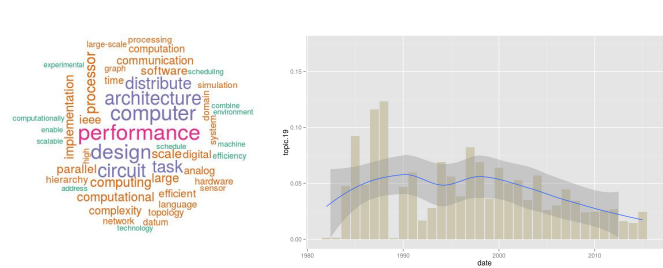 large-scale processing
computation
communication
experimental graph software scheduling
processor time distribute simulation
architecture
implementation computer domain combine
environment
computationally ieee system
enable performance
scalable high design schedule machine
scale digital efficiency
parallel circuit task analog
hierarchy computing large hardware
address sensor
computational efficient
language
complexity topology
network datum
technology
topic.19
0.15
0.10
0.05
0.00
1980 1990 2000 2010
date